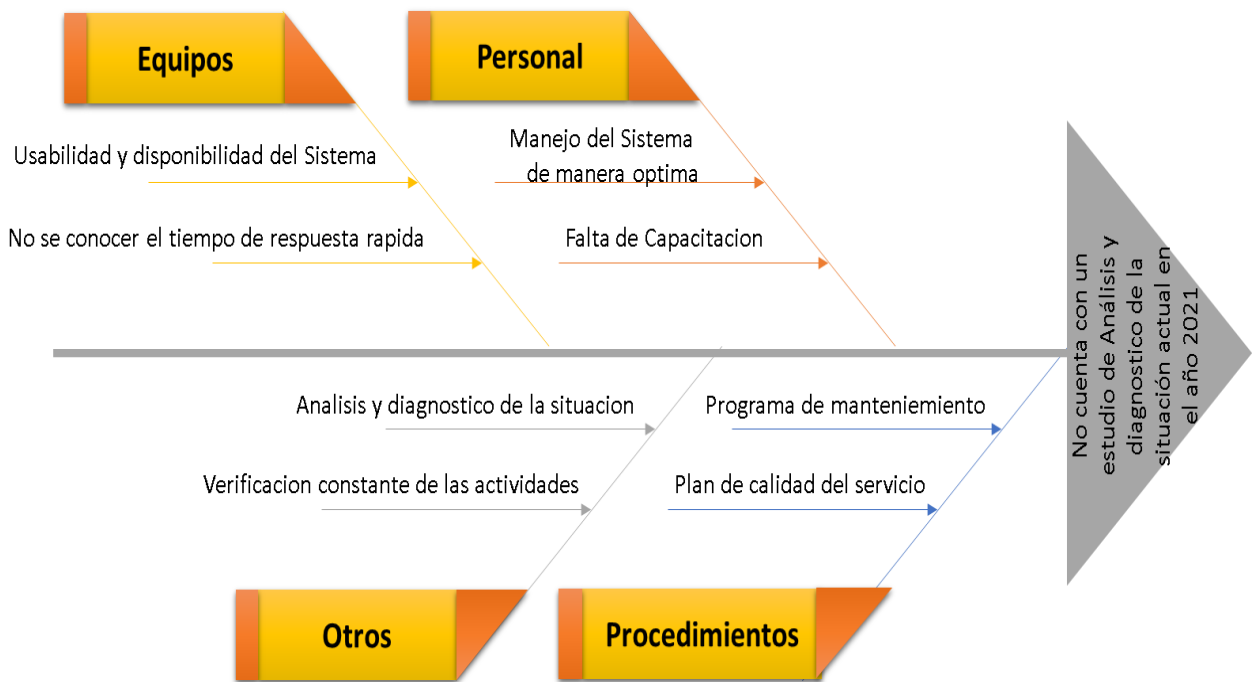 Equipos
Personal
Usabilidad y disponibilidad del Sistema
Manejo del Sistema
de manera optima
No se conocer el tiempo de respuesta rapida
Falta de Capacitacion
No cuenta con un
estudio de Análisis y
diagnostico de la
situación actual en
el año 2021
Analisis y diagnostico de la situacion
Programa de manteniemiento
Verificacion constante de las actividades
Plan de calidad del servicio
Otros
Procedimientos